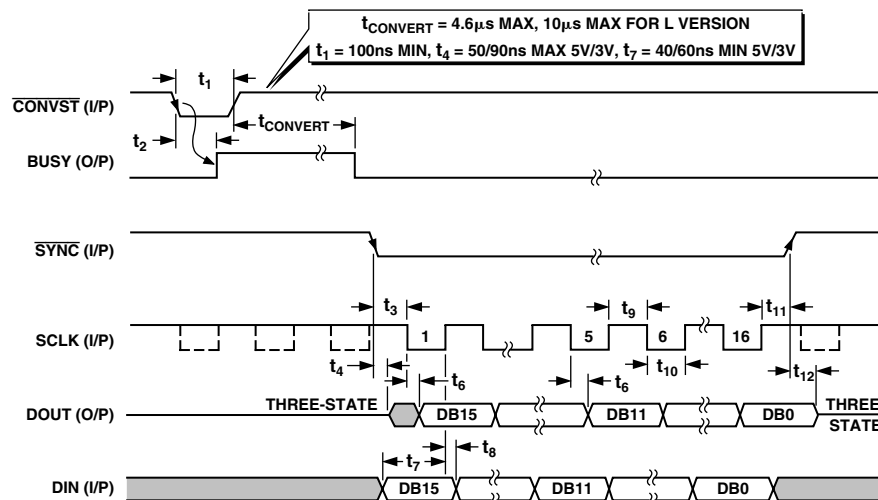 tCONVERT = 4.6μs MAX, 10μs MAX FOR L VERSION
t1 = 100ns MIN, t4 = 50/90ns MAX 5V/3V, t7 = 40/60ns MIN 5V/3V
t1
CONVST (I/P)
tCONVERT
t2
BUSY (O/P)
SYNC (I/P)
t3
t9
t11
SCLK (I/P)
1
5
6
16
t4
t6
t6
t10
t12
DOUT (O/P)
THREE-STATE
DB15
DB11
DB0
THREE
STATE
t7
t8
DIN (I/P)
DB15
DB11
DB0